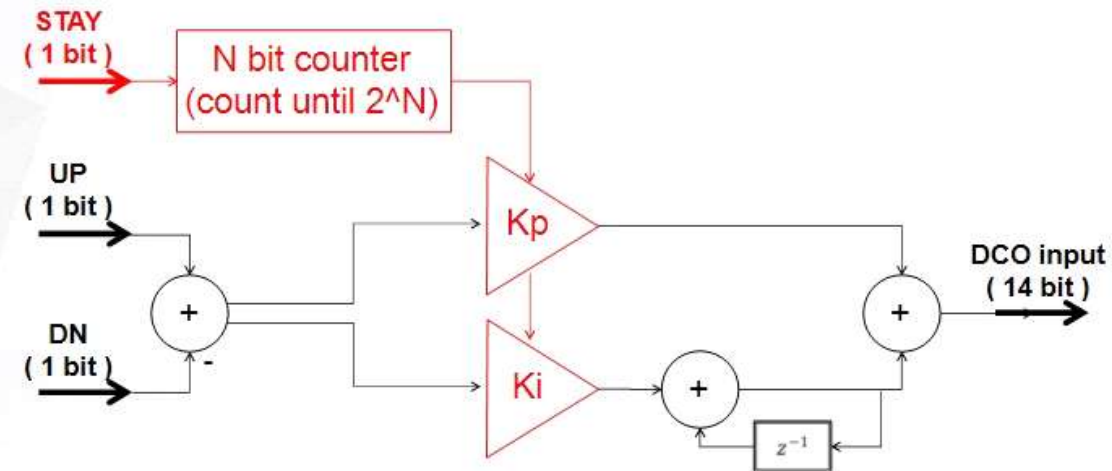 STAY
( 1 bit )
N bit counter
(count until 2^N)
UP
( 1 bit )
Kp
DCO input
( 14 bit )
+
+
DN
( 1 bit )
-
Ki
+
z⁻¹